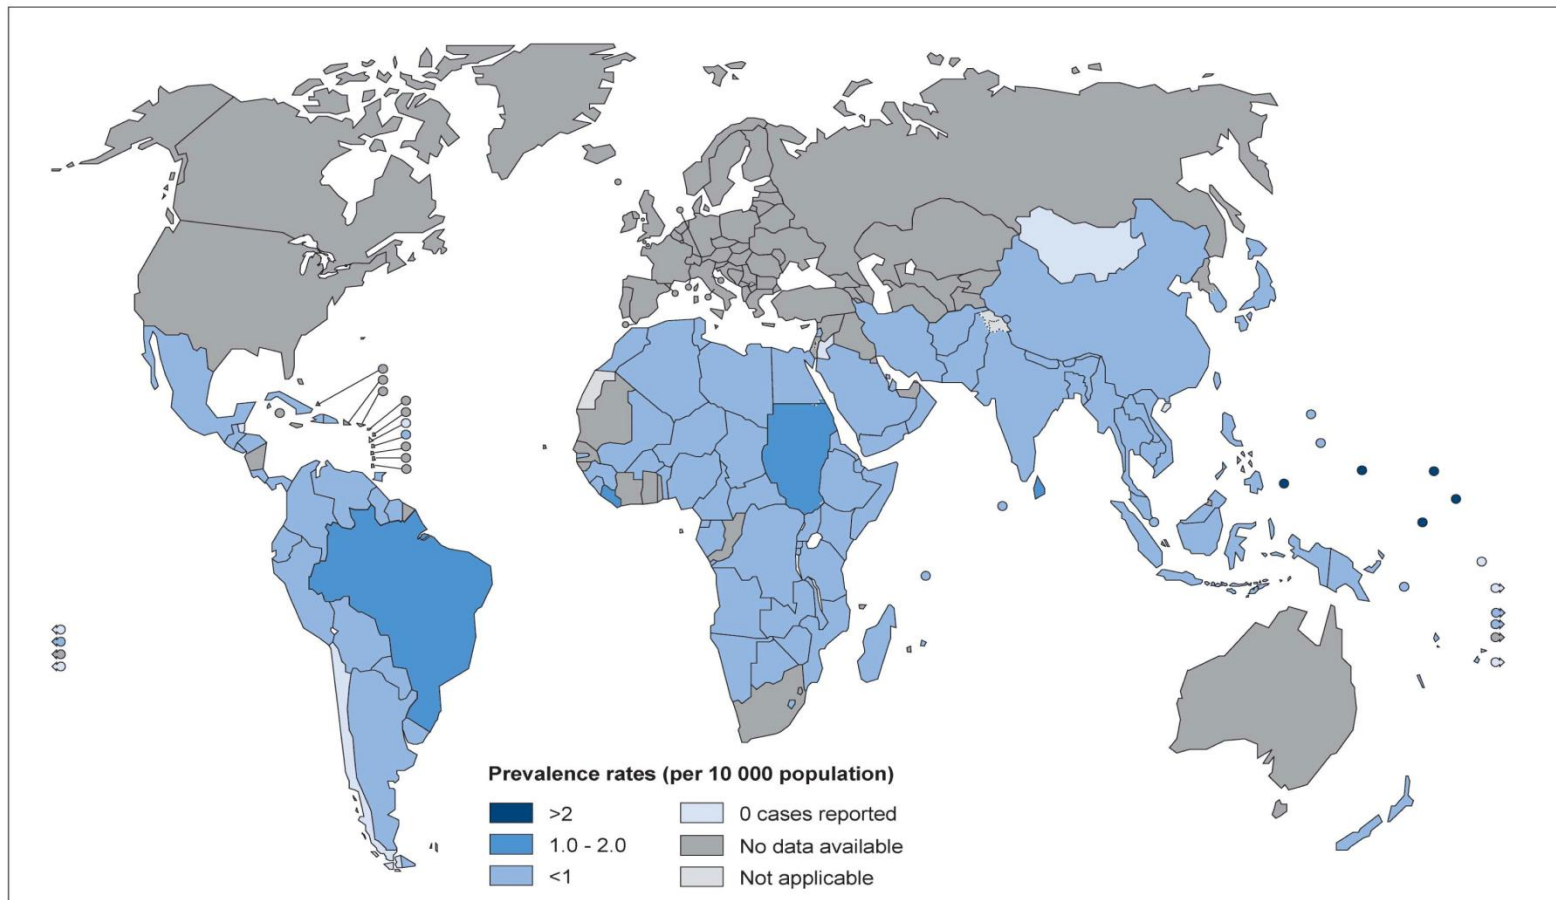 Prevalence rates (per 10 000 population)
>2
1.0 - 2.0
<1
0 cases reported
No data available
Not applicable